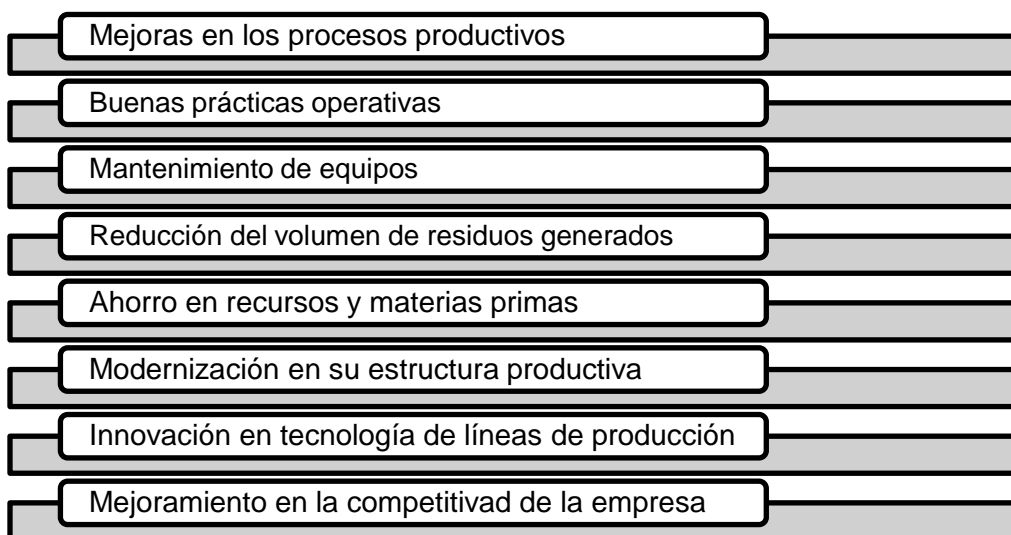 Mejoras en los procesos productivos
Buenas prácticas operativas
Mantenimiento de equipos
Reducción del volumen de residuos generados
Ahorro en recursos y materias primas
Modernización en su estructura productiva
Innovación en tecnología de líneas de producción
Mejoramiento en la competitivad de la empresa